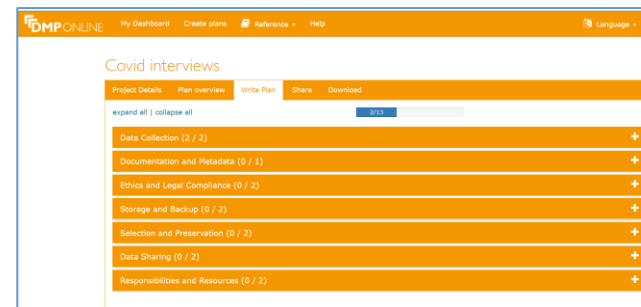 DMPONLINE My Dashboard Create plans Reference Help Language
Covid interviews
Project Details Plan overview Write Plan Share Download
expand all | collapse all 2/13
Data Collection (2 / 2)
Documentation and Metadata (0 / 1)
Ethics and Legal Compliance (0 / 2)
Storage and Backup (0 / 2)
Selection and Preservation (0 / 2)
Data Sharing (0 / 2)
Responsibilities and Resources (0 / 2)